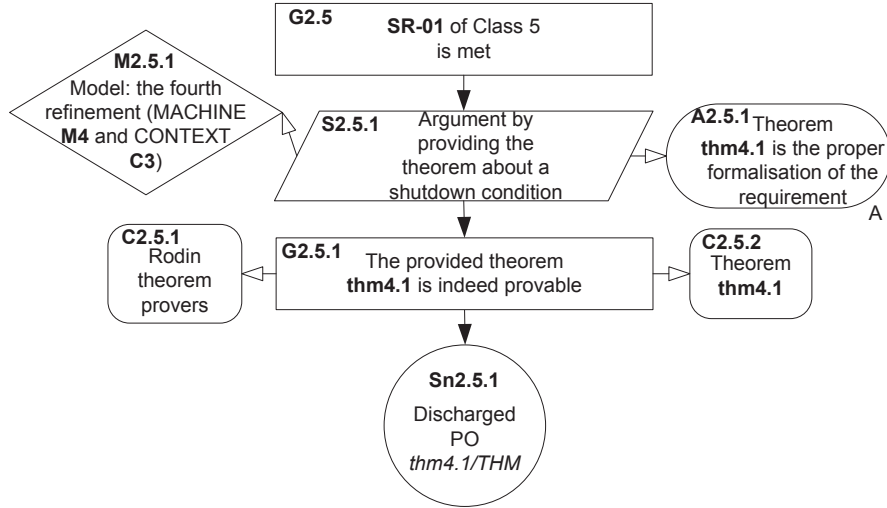 G2.5
SR-01 of Class 5
is met
M2.5.1
Model: the fourth
refinement (MACHINE
M4 and CONTEXT
C3)
S2.5.1
Argument by
providing the
theorem about a
shutdown condition
A2.5.1
Theorem
thm4.1 is the proper
formalisation of the
requirement
A
C2.5.1
Rodin
theorem
provers
G2.5.1
The provided theorem
thm4.1 is indeed provable
C2.5.2
Theorem
thm4.1
Sn2.5.1
Discharged
PO
thm4.1/THM